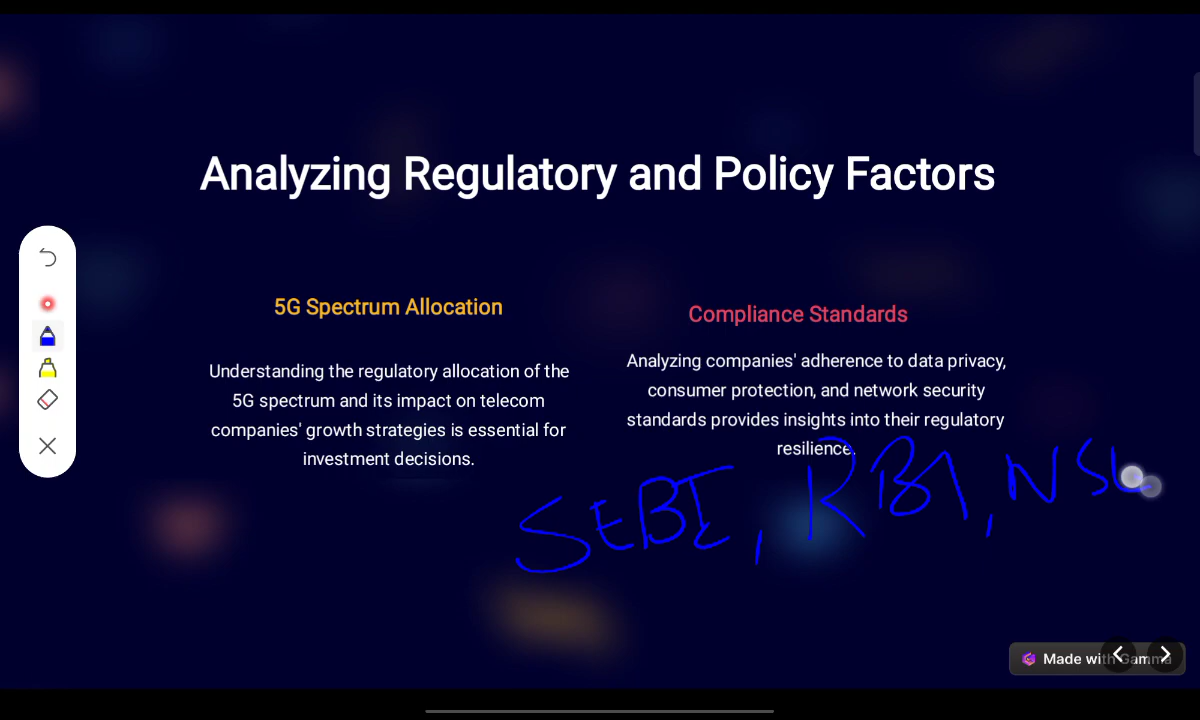 Analyzing Regulatory and Policy Factors
5G Spectrum Allocation
Understanding the regulatory allocation of the
5G spectrum and its impact on telecom
companies' growth strategies is essential for
investment decisions.
Compliance Standards
Analyzing companies' adherence to data privacy,
consumer protection, and network security
standards provides insights into their regulatory
resilience.
SEBI, RBI,
Made with Gamma